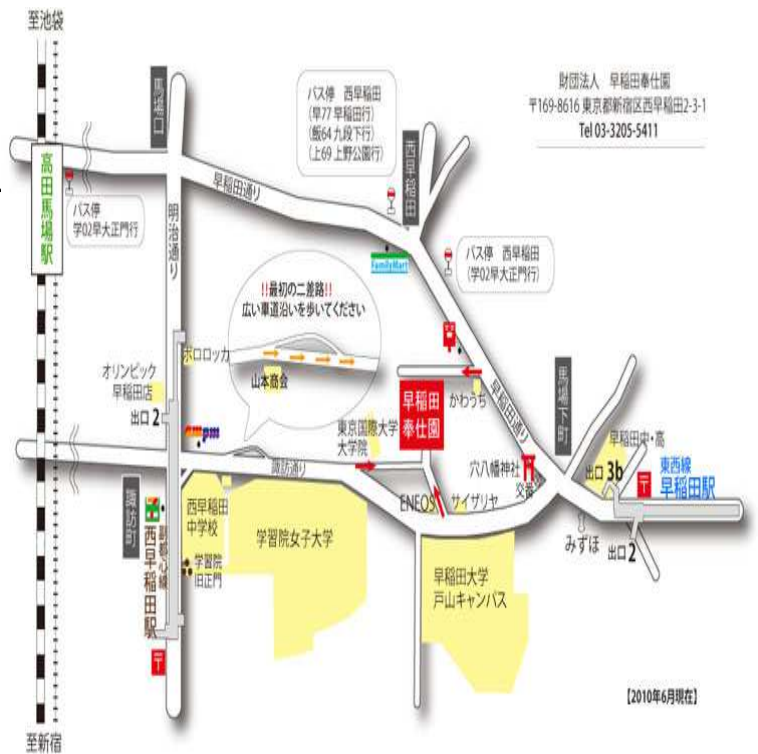 至池袋
馬場口
バス停 西早稲田
(早77 早稲田行)
(飯64 九段下行)
(上69 上野公園行)
財団法人 早稲田奉仕園
〒169-8616 東京都新宿区西早稲田2-3-1
Tel 03-3205-5411
西早稲田
高田馬場駅
バス停
学02早大正門行
早稲田通り
明治通り
FamilyMart
バス停 西早稲田
(学02早大正門行)
!!最初の二差路!!
広い車道沿いを歩いてください
ポロロッカ
山本商会
オリンピック
早稲田店
出口2
早稲田
奉仕園
かわうち
早稲田通り
馬場下町
ampm
東京国際大学
大学院
諏訪通り
穴八幡神社
交番
早稲田中・高
出口3b
〒
東西線
早稲田駅
諏訪町
副都心線
西早稲田駅
西早稲田
中学校
学習院
旧正門
学習院女子大学
ENEOS
サイザリヤ
早稲田大学
戸山キャンパス
みずほ
出口2
〒
【2010年6月現在】
至新宿